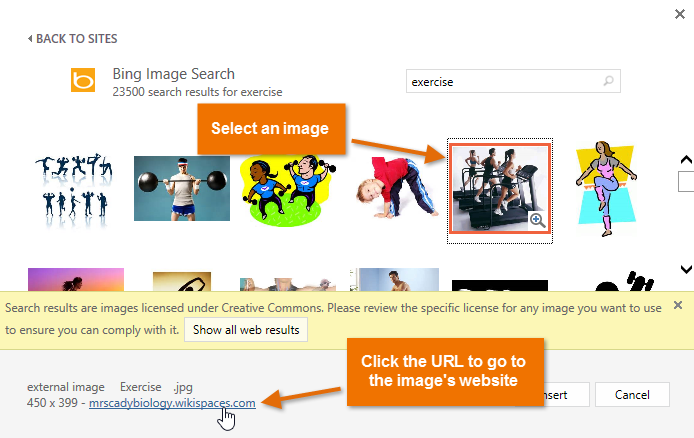 BACK TO SITES
Bing Image Search
23500 search results for exercise
exercise
Select an image
Search results are images licensed under Creative Commons. Please review the specific license for any image you want to use
to ensure you can comply with it. Show all web results
Click the URL to go to
the image's website
external image Exercise .jpg
450 x 399 - mrscadybiology.wikispaces.com
Cancel